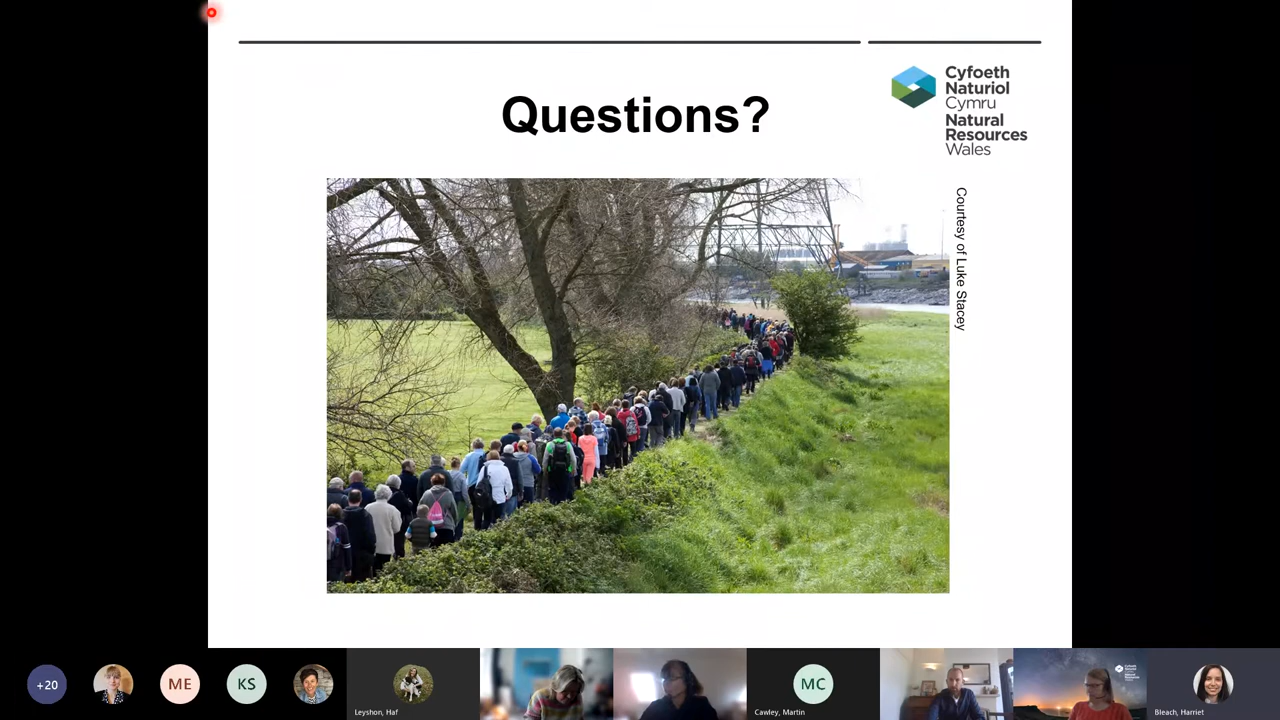 Questions?
Cyfoeth
Naturiol
Cymru
Natural
Resources
Wales
Courtesy of Luke Stacey
+20
ME
KS
Leyshon, Haf
MC
Cawley, Martin
Bleach, Harriet